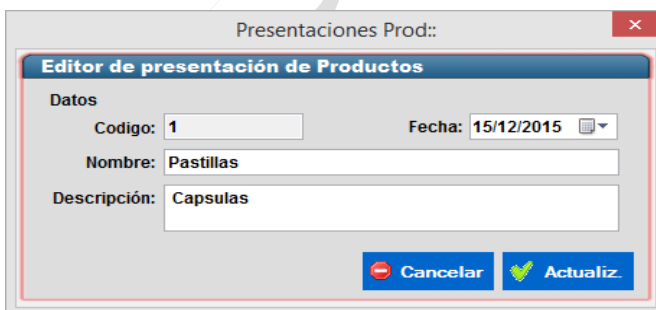 Presentaciones Prod::
Editor de presentación de Productos
Datos
Codigo: 1 Fecha: 15/12/2015
Nombre: Pastillas
Descripción: Capsulas
Cancelar Actualiz.